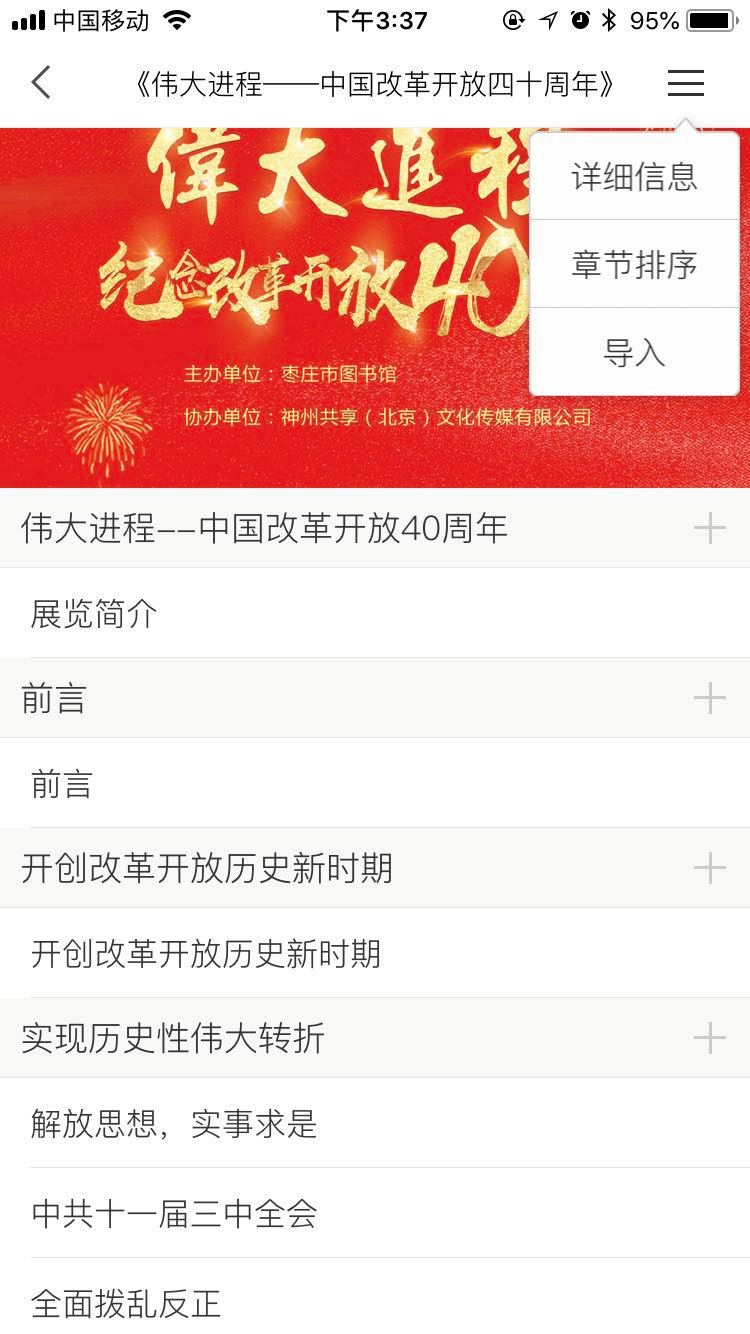 中国移动 下午3:37 95%
《伟大进程——中国改革开放四十周年》
详细信息
章节排序
导入
偉大進程
纪念改革开放40
主办单位：枣庄市图书馆
协办单位：神州共享（北京）文化传媒有限公司
伟大进程--中国改革开放40周年
展览简介
前言
前言
开创改革开放历史新时期
开创改革开放历史新时期
实现历史性伟大转折
解放思想，实事求是
中共十一届三中全会
全面拨乱反正